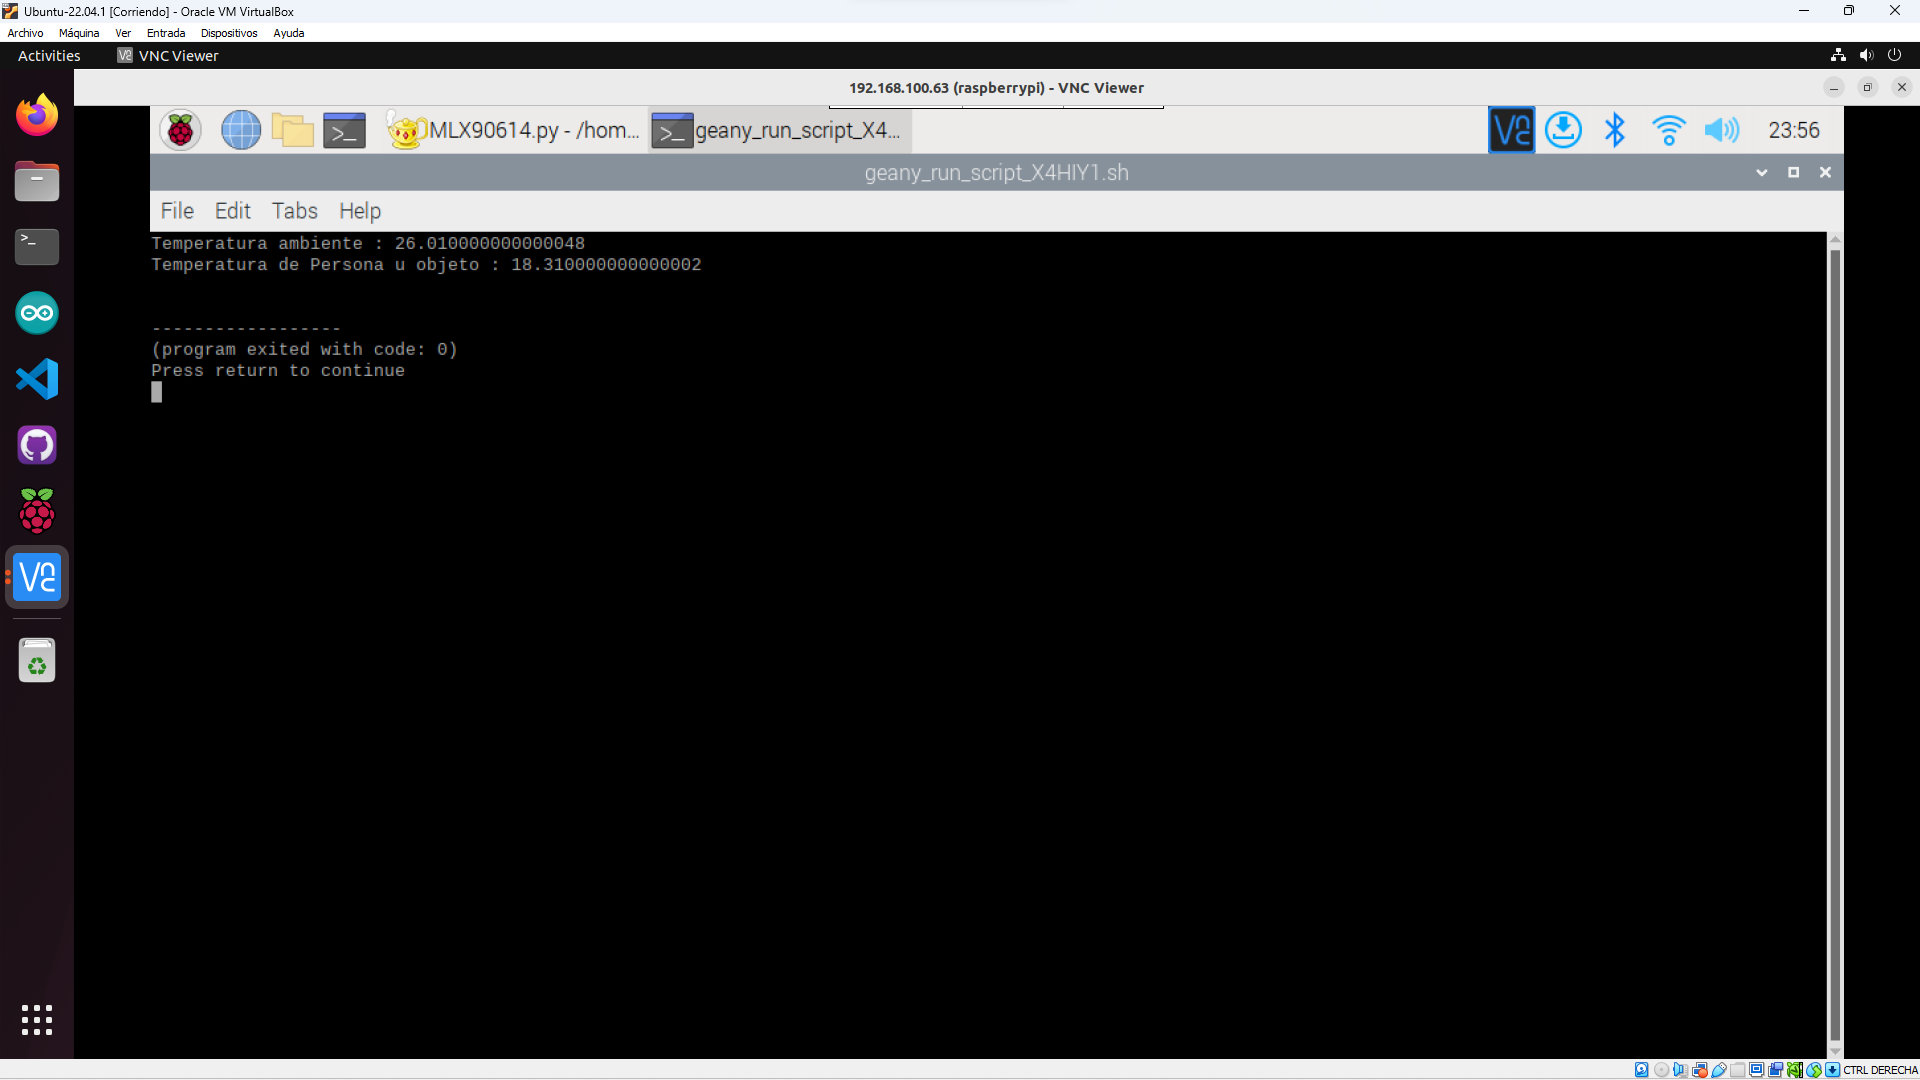 Ubuntu-22.04.1 [Corriendo] - Oracle VM VirtualBox
Archivo Máquina Ver Entrada Dispositivos Ayuda
Activities VNC Viewer
192.168.100.63 (raspberrypi) - VNC Viewer
MLX90614.py - /hom... geany_run_script_X4... 23:56
geany_run_script_X4HIY1.sh
File Edit Tabs Help
Temperatura ambiente : 26.010000000000048
Temperatura de Persona u objeto : 18.310000000000002
------------------
(program exited with code: 0)
Press return to continue
CTRL DERECHA